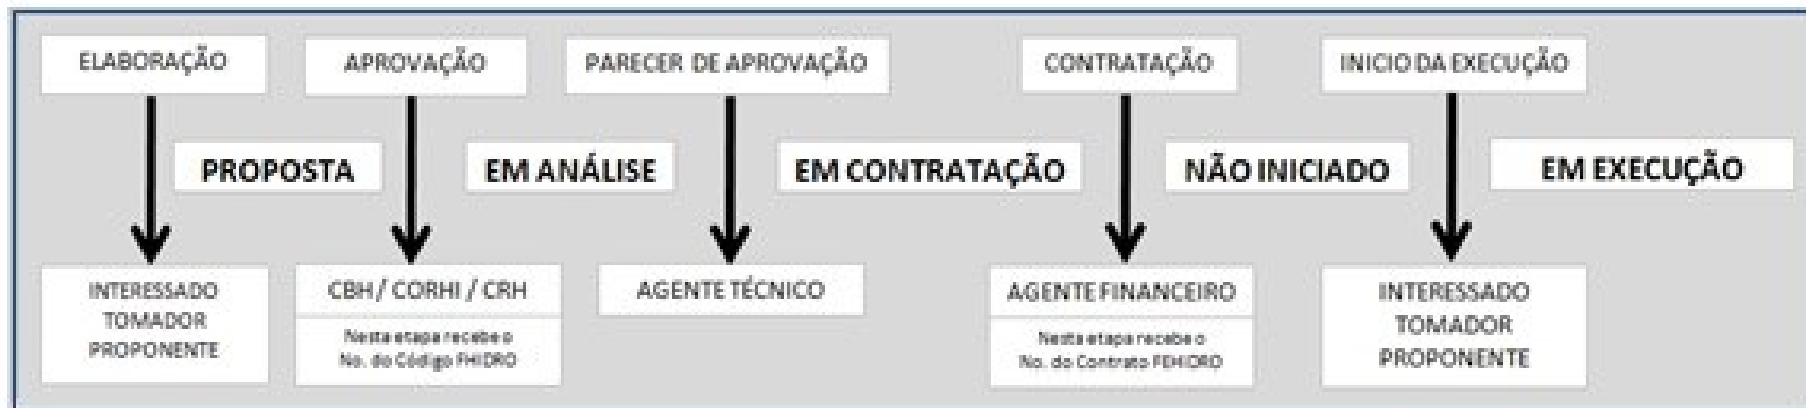 ELABORAÇÃO
APROVAÇÃO
PARECER DE APROVAÇÃO
CONTRATAÇÃO
INICIO DA EXECUÇÃO
PROPOSTA
EM ANÁLISE
EM CONTRATAÇÃO
NÃO INICIADO
EM EXECUÇÃO
INTERESSADO
TOMADOR
PROPONENTE
CBH / CORHI / CRH
Nesta etapa recebe o
No. do Código FHIDRO
AGENTE TÉCNICO
AGENTE FINANCEIRO
Nesta etapa recebe o
No. do Contrato FEHIDRO
INTERESSADO
TOMADOR
PROPONENTE